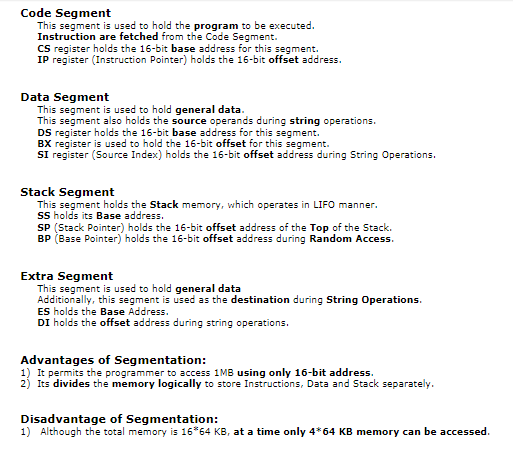 Code Segment
This segment is used to hold the program to be executed.
Instruction are fetched from the Code Segment.
CS register holds the 16-bit base address for this segment.
IP register (Instruction Pointer) holds the 16-bit offset address.
Data Segment
This segment is used to hold general data.
This segment also holds the source operands during string operations.
DS register holds the 16-bit base address for this segment.
BX register is used to hold the 16-bit offset for this segment.
SI register (Source Index) holds the 16-bit offset address during String Operations.
Stack Segment
This segment holds the Stack memory, which operates in LIFO manner.
SS holds its Base address.
SP (Stack Pointer) holds the 16-bit offset address of the Top of the Stack.
BP (Base Pointer) holds the 16-bit offset address during Random Access.
Extra Segment
This segment is used to hold general data
Additionally, this segment is used as the destination during String Operations.
ES holds the Base Address.
DI holds the offset address during string operations.
Advantages of Segmentation:
1) It permits the programmer to access 1MB using only 16-bit address.
2) Its divides the memory logically to store Instructions, Data and Stack separately.
Disadvantage of Segmentation:
1) Although the total memory is 16*64 KB, at a time only 4*64 KB memory can be accessed.